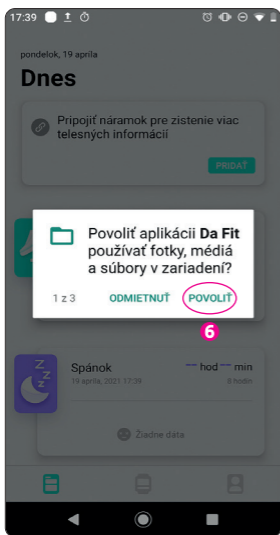 17:39
pondelok, 19 apríla
Dnes
Pripojiť náramok pre zistenie viac
telesných informácií
PRIDAŤ
Povoliť aplikácii Da Fit
používať fotky, médiá
a súbory v zariadení?
1 z 3 ODMIETNUŤ POVOLIŤ
6
Spánok -- hod -- min
19 apríla, 2021 17:39 8 hodín
Žiadne dáta